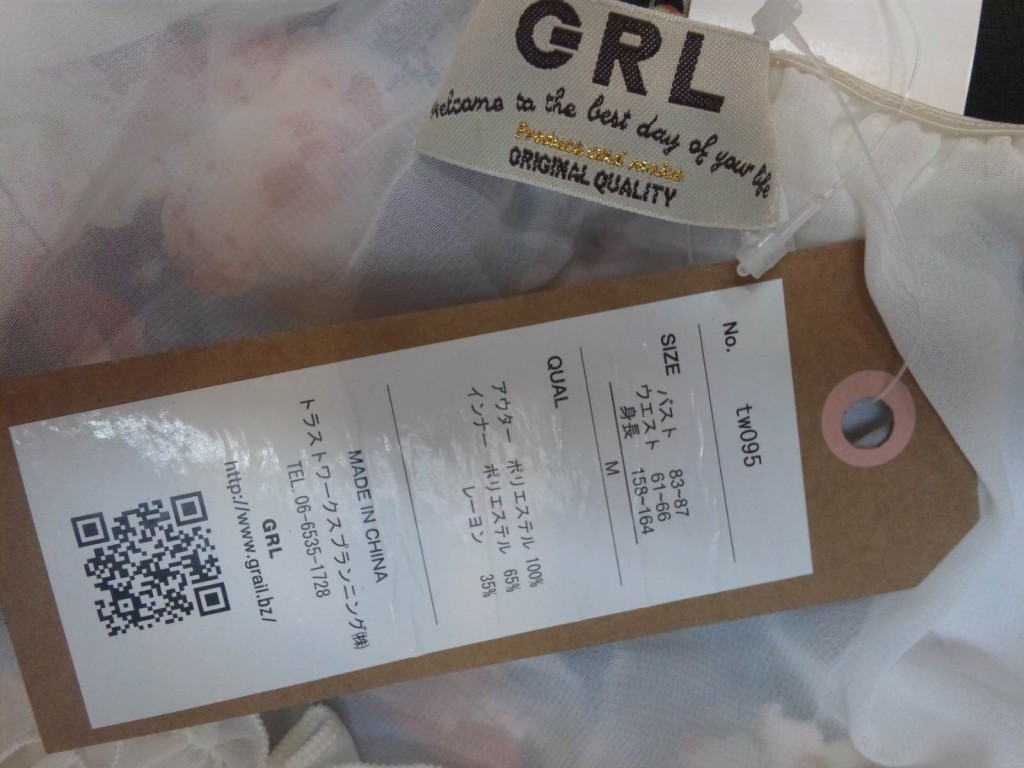 GRL
welcome to the best day of your life
Product and make
ORIGINAL QUALITY
No. tw095
SIZE バスト 83~87
ウエスト 61~66
身長 158~164
M
QUAL
アウター ポリエステル 100%
インナー ポリエステル 65%
レーヨン 35%
MADE IN CHINA
トラストワークスプランニング㈱
TEL. 06-6535-1728
GRL
http://www.grail.bz/